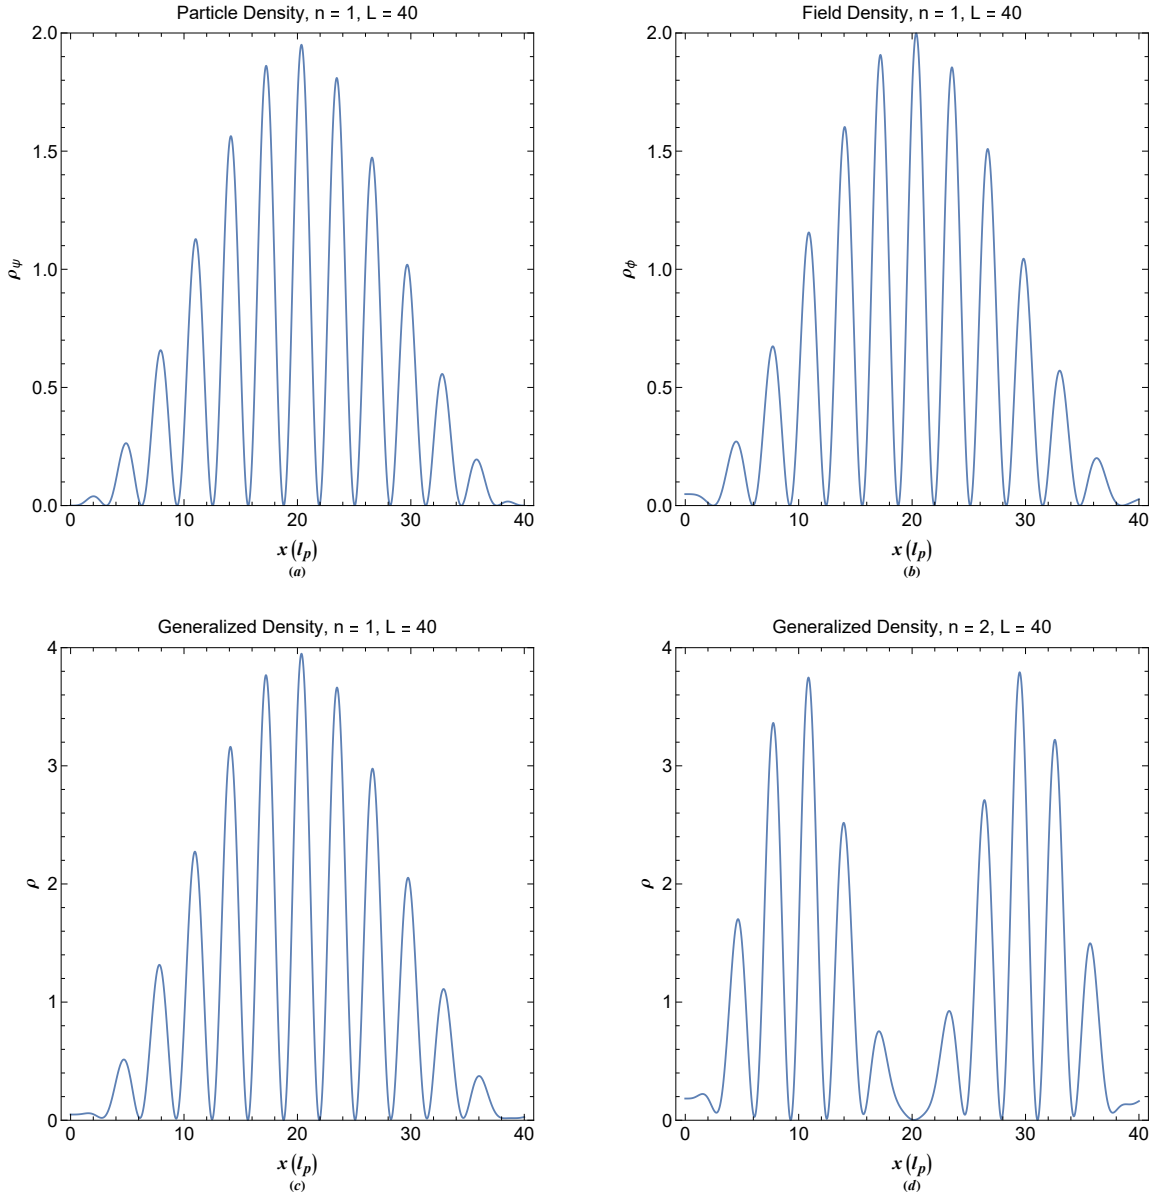 Particle Density, n = 1, L = 40
2.0
1.5
1.0
0.5
0.0
ρψ
0 10 20 30 40
x (lp)
(a)
Field Density, n = 1, L = 40
2.0
1.5
1.0
0.5
0.0
ρϕ
0 10 20 30 40
x (lp)
(b)
Generalized Density, n = 1, L = 40
4
3
2
1
0
ρ
0 10 20 30 40
x (lp)
(c)
Generalized Density, n = 2, L = 40
4
3
2
1
0
ρ
0 10 20 30 40
x (lp)
(d)